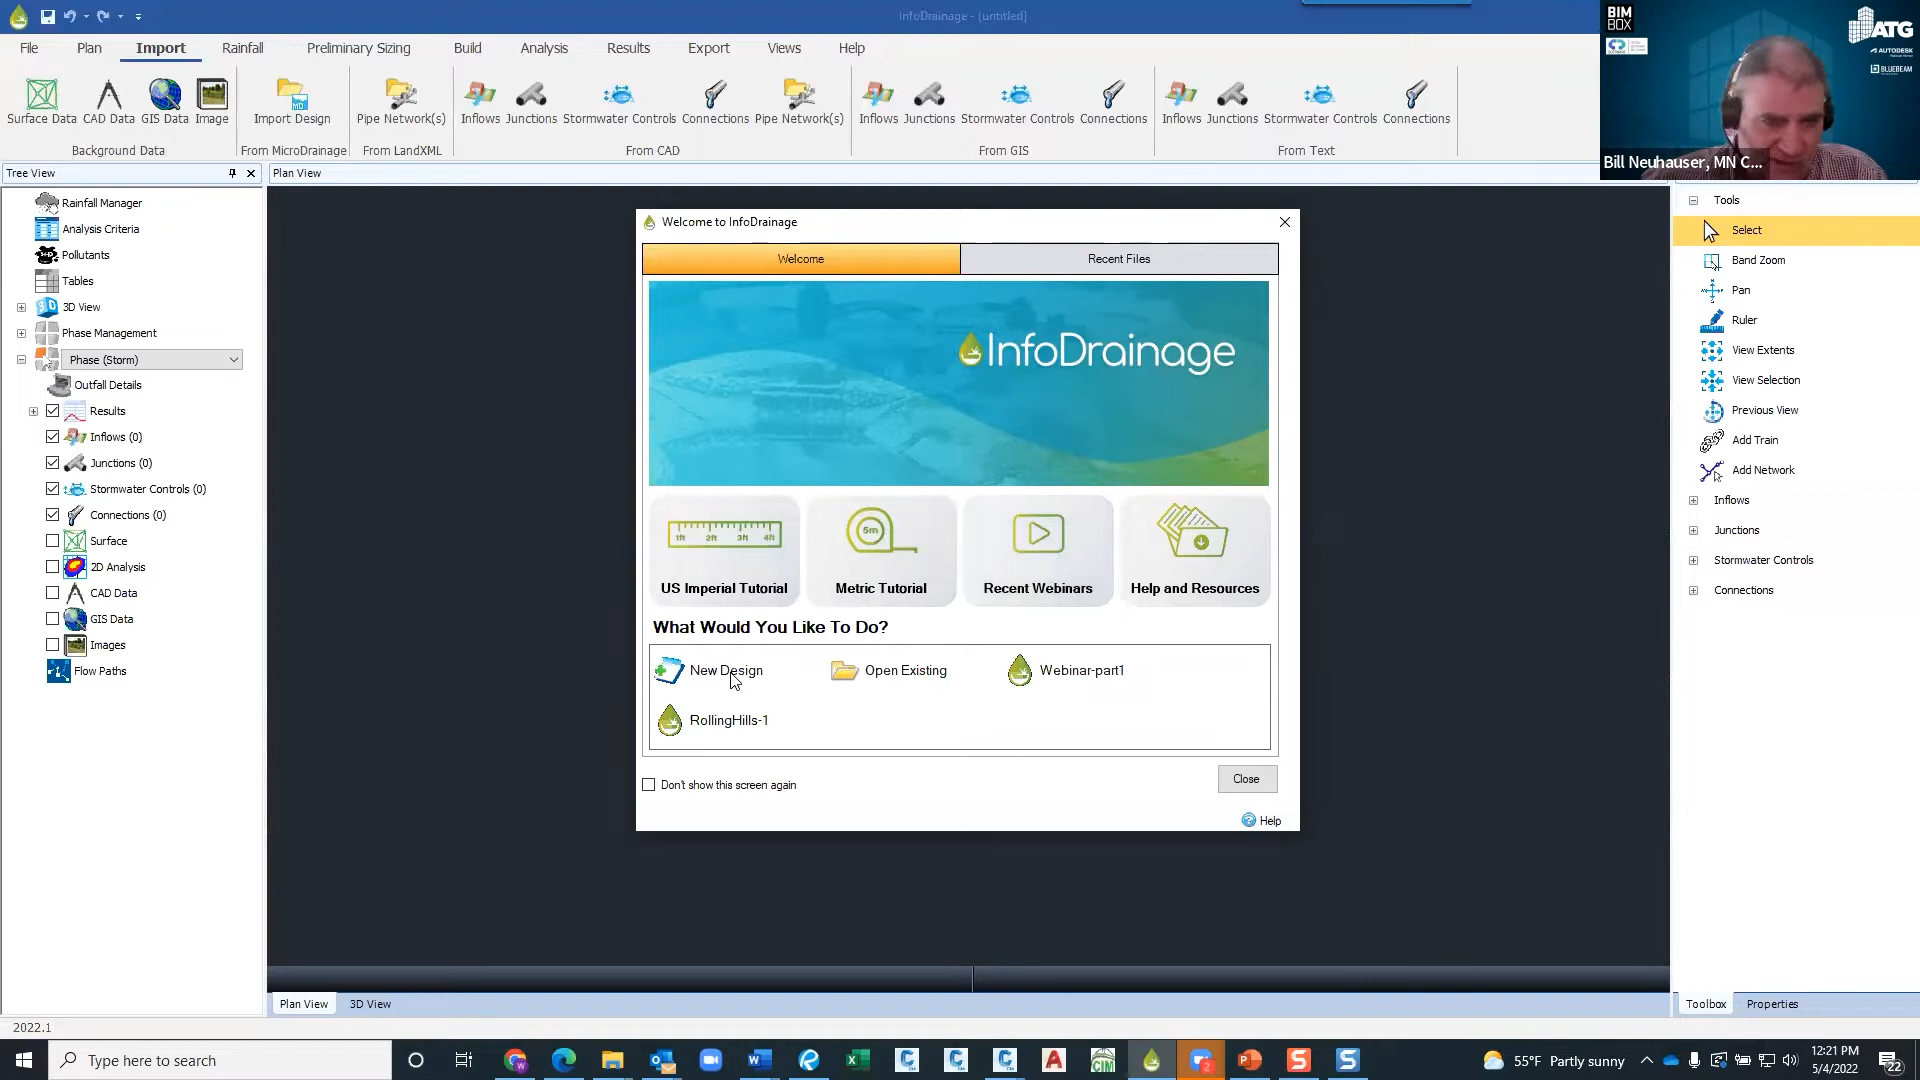 InfoDrainage - [untitled]
File Plan Import Rainfall Preliminary Sizing Build Analysis Results Export Views Help
Surface Data CAD Data GIS Data Image Import Design Pipe Network(s) Inflows Junctions Stormwater Controls Connections Pipe Network(s) Inflows Junctions Stormwater Controls Connections Inflows Junctions Stormwater Controls Connections
MD
Background Data From MicroDrainage From LandXML From CAD From GIS From Text
BIM
BOX
ATG
AUTODESK
BLUEBEAM
Bill Neuhauser, MN C...
Tree View
Plan View
Rainfall Manager
Analysis Criteria
Pollutants
Tables
3D View
Phase Management
Phase (Storm)
Outfall Details
Results
Inflows (0)
Junctions (0)
Stormwater Controls (0)
Connections (0)
Surface
2D Analysis
CAD Data
GIS Data
Images
Flow Paths
Welcome to InfoDrainage
Welcome
Recent Files
InfoDrainage
1ft 2ft 3ft 4ft
5m
US Imperial Tutorial
Metric Tutorial
Recent Webinars
Help and Resources
What Would You Like To Do?
New Design
Open Existing
Webinar-part1
RollingHills-1
Don't show this screen again
Close
Help
Tools
Select
Band Zoom
Pan
Ruler
View Extents
View Selection
Previous View
Add Train
Add Network
Inflows
Junctions
Stormwater Controls
Connections
Plan View
3D View
Toolbox
Properties
2022.1
Type here to search
55°F Partly sunny
12:21 PM
5/4/2022
22